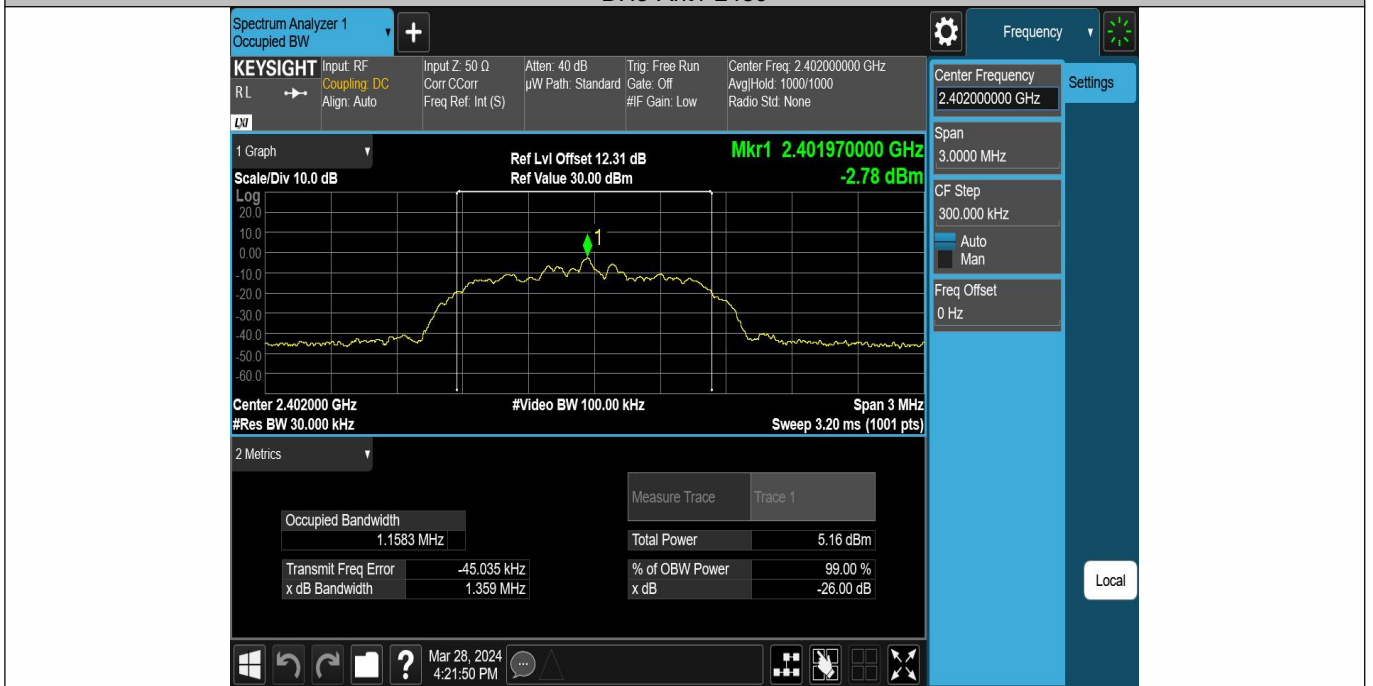 Spectrum Analyzer 1
Occupied BW
+
Frequency
KEYSIGHT
R L
LXI
Input: RF
Coupling: DC
Align: Auto
Input Z: 50 Ω
Corr CCorr
Freq Ref: Int (S)
Atten: 40 dB
µW Path: Standard
Trig: Free Run
Gate: Off
#IF Gain: Low
Center Freq: 2.402000000 GHz
Avg|Hold: 1000/1000
Radio Std: None
Center Frequency
2.402000000 GHz
Settings
Span
3.0000 MHz
CF Step
300.000 kHz
Auto
Man
Freq Offset
0 Hz
Local
1 Graph
Scale/Div 10.0 dB
Ref Lvl Offset 12.31 dB
Ref Value 30.00 dBm
Mkr1 2.401970000 GHz
-2.78 dBm
Log
20.0
10.0
0.00
-10.0
-20.0
-30.0
-40.0
-50.0
-60.0
1
Center 2.402000 GHz
#Video BW 100.00 kHz
Span 3 MHz
#Res BW 30.000 kHz
Sweep 3.20 ms (1001 pts)
2 Metrics
Measure Trace Trace 1
Occupied Bandwidth
1.1583 MHz
Total Power 5.16 dBm
Transmit Freq Error -45.035 kHz
% of OBW Power 99.00 %
x dB Bandwidth 1.359 MHz
x dB -26.00 dB
?
Mar 28, 2024
4:21:50 PM